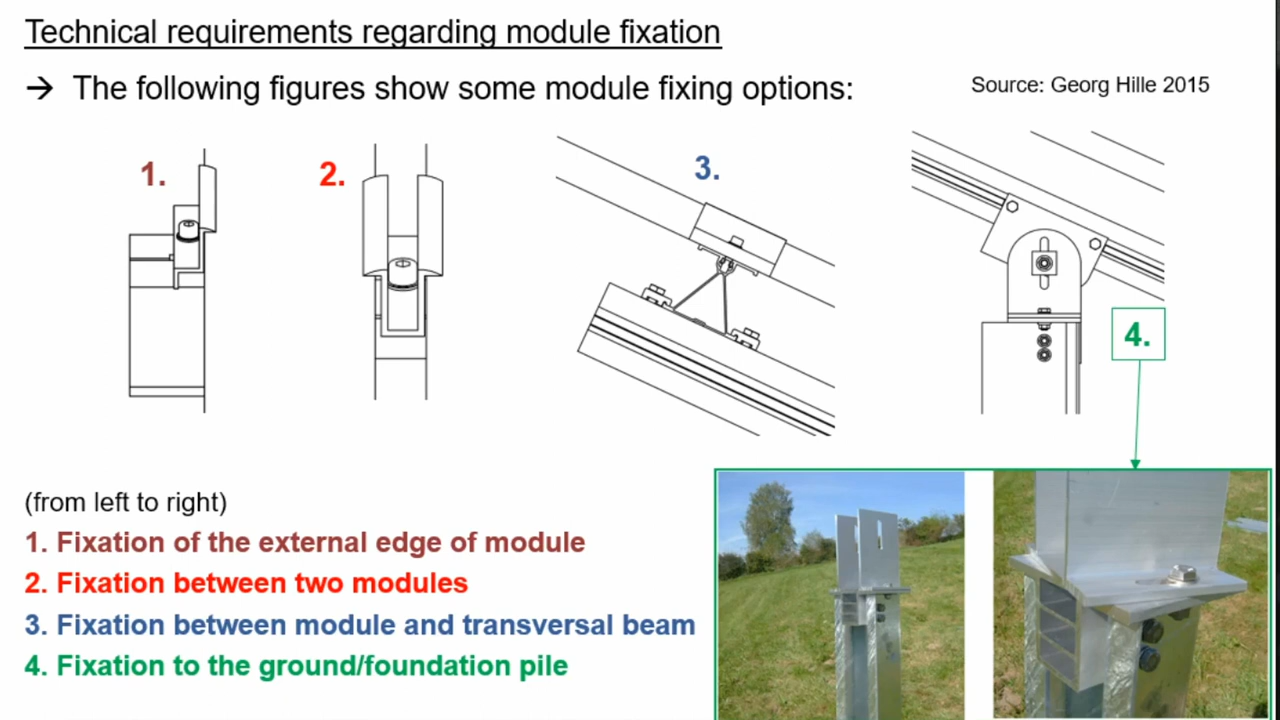 Technical requirements regarding module fixation
→ The following figures show some module fixing options:
Source: Georg Hille 2015
1.
2.
3.
4.
(from left to right)
1. Fixation of the external edge of module
2. Fixation between two modules
3. Fixation between module and transversal beam
4. Fixation to the ground/foundation pile